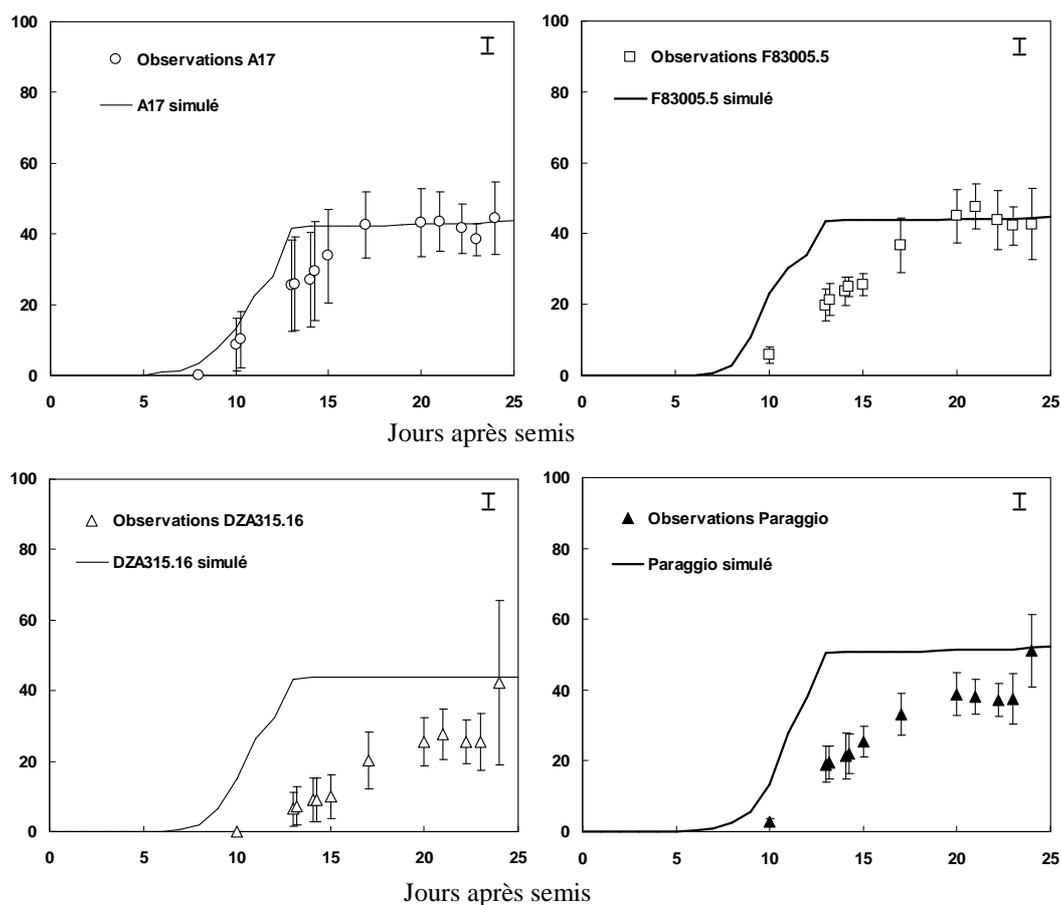 100
80
60
40
20
0
Observations A17
A17 simulé
0 5 10 15 20 25
100
80
60
40
20
0
Observations F83005.5
F83005.5 simulé
0 5 10 15 20 25
Jours après semis
100
80
60
40
20
0
Observations DZA315.16
DZA315.16 simulé
0 5 10 15 20 25
100
80
60
40
20
0
Observations Paraggio
Paraggio simulé
0 5 10 15 20 25
Jours après semis